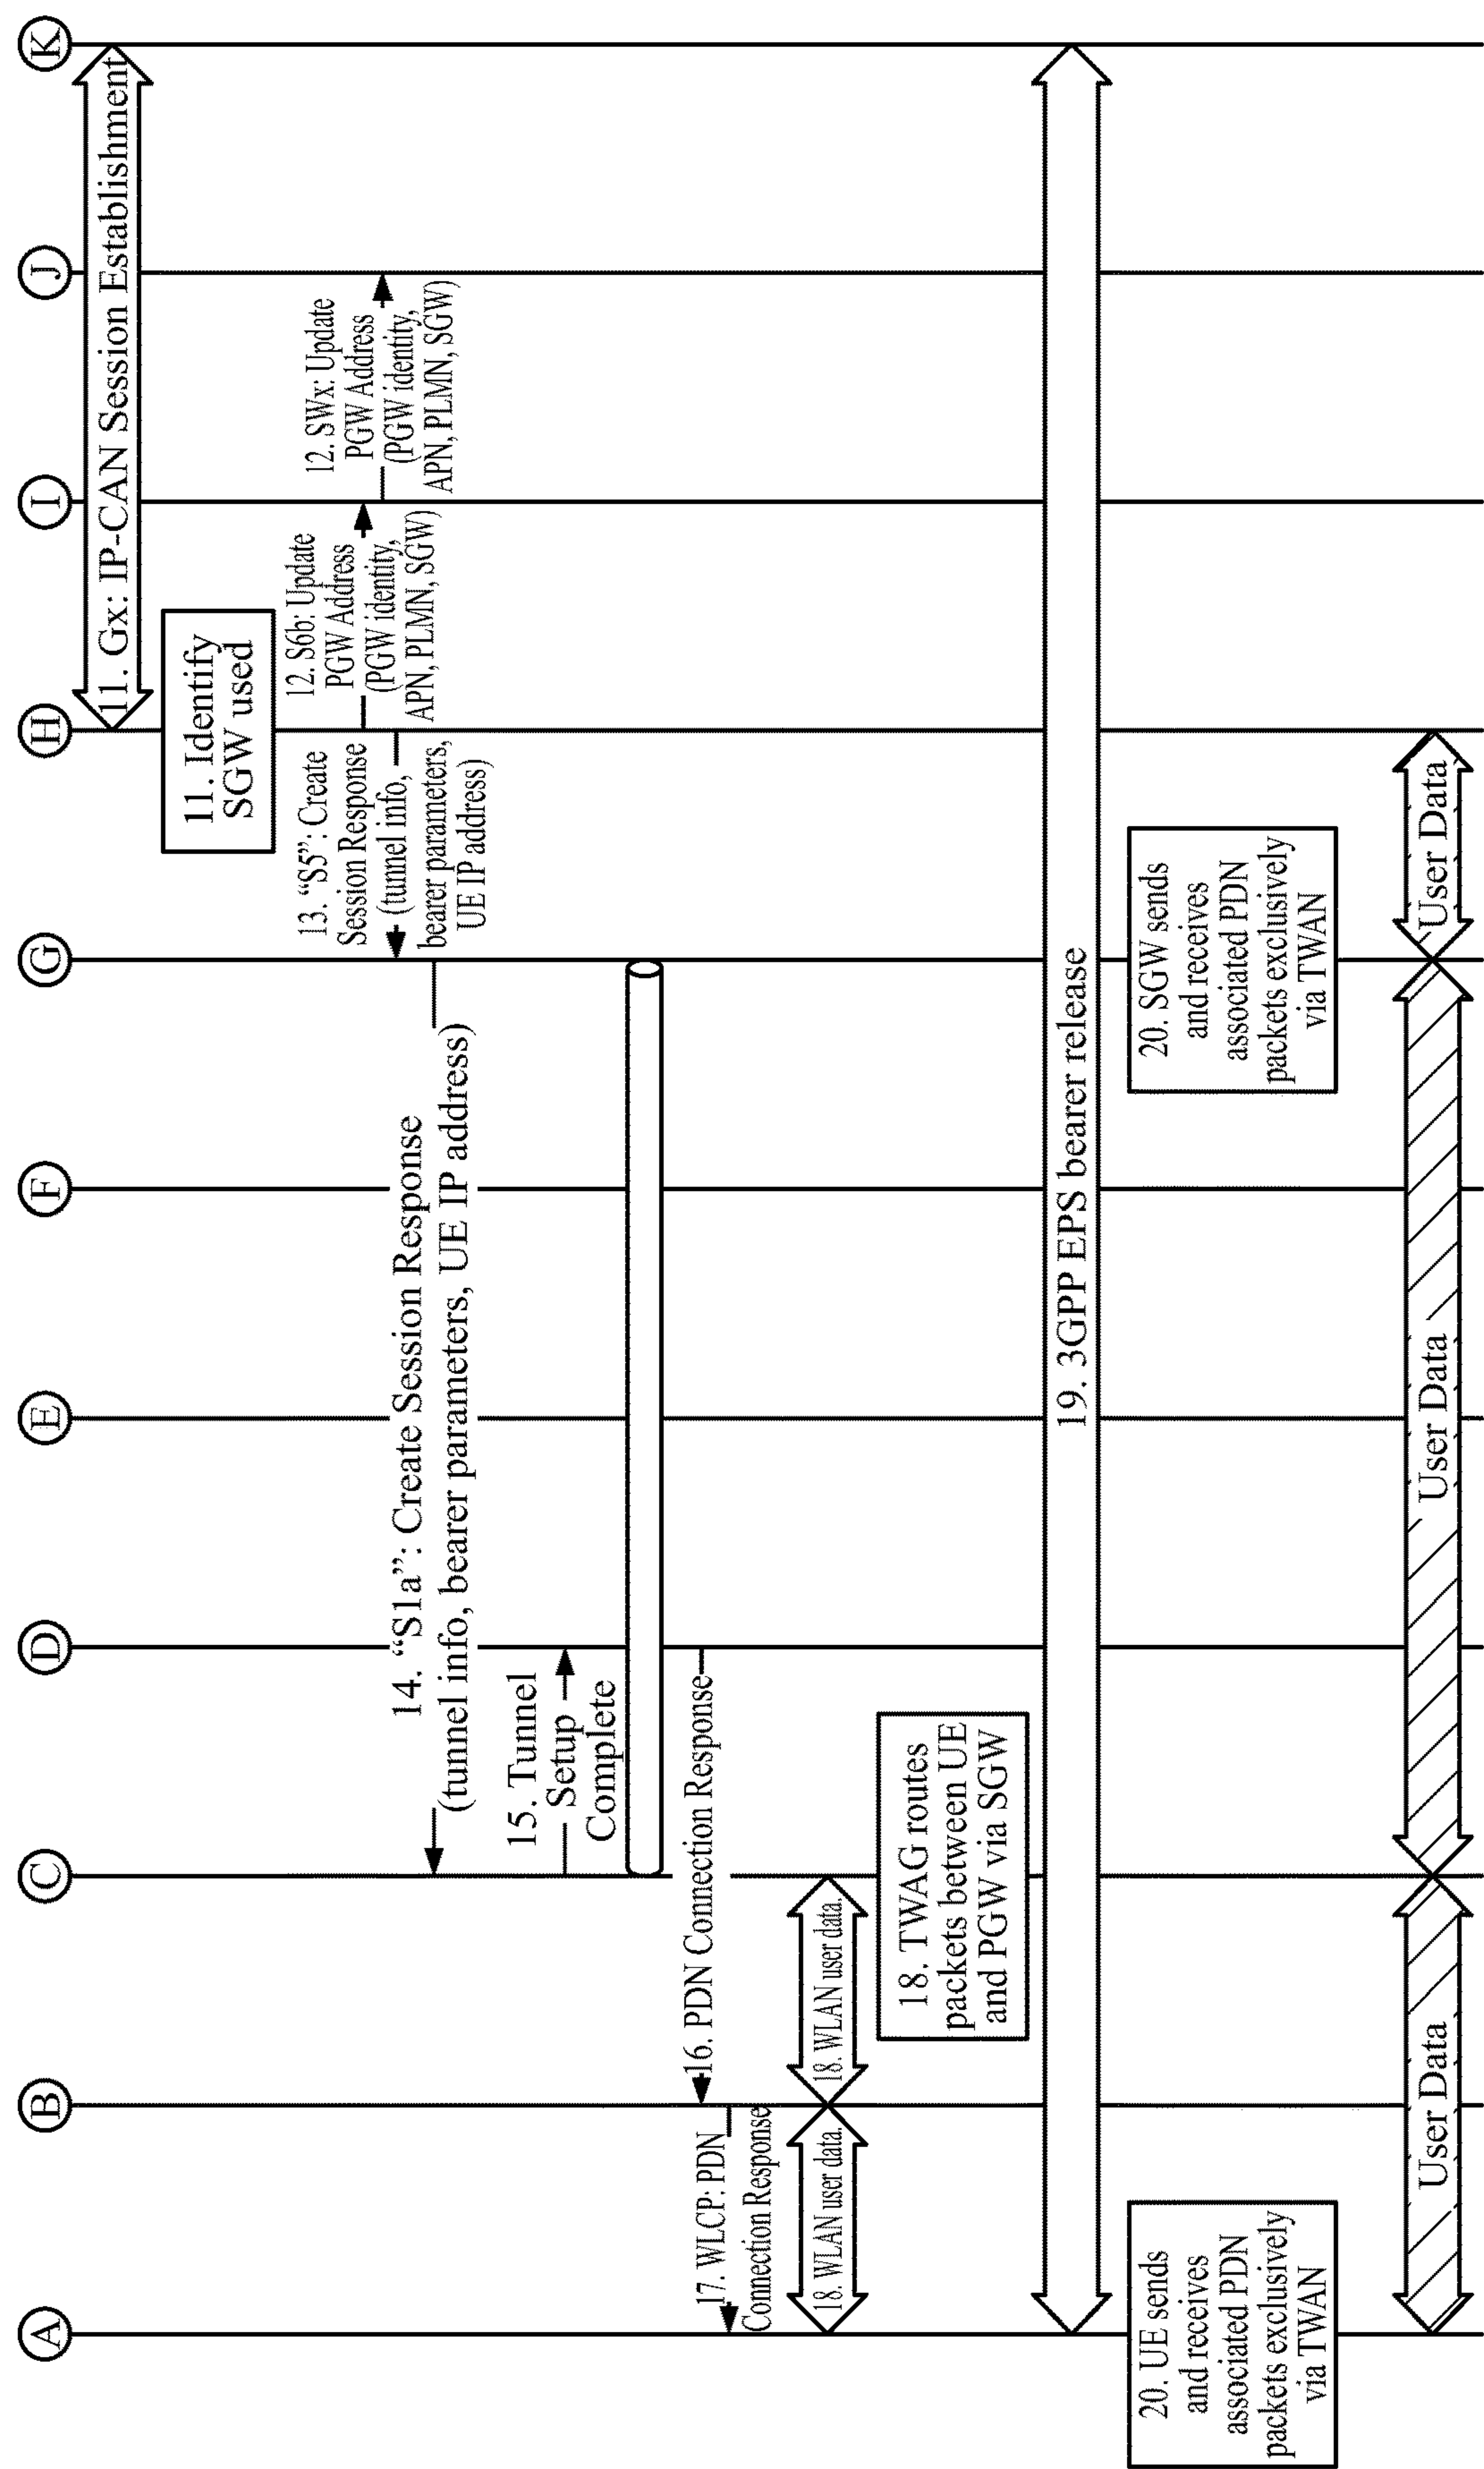 A
B
C
D
E
F
G
H
I
J
K
11. Gx: IP-CAN Session Establishment
11. Identify
SGW used
12. S6b: Update
PGW Address
(PGW identity,
APN, PLMN, SGW)
12. SWx: Update
PGW Address
(PGW identity,
APN, PLMN, SGW)
13. “S5”: Create
Session Response
(tunnel info,
bearer parameters,
UE IP address)
14. “S1a”: Create Session Response
(tunnel info, bearer parameters, UE IP address)
15. Tunnel
Setup
Complete
16. PDN Connection Response
17. WLCP: PDN
Connection Response
18. WLAN user data.
18. WLAN user data.
18. TWAG routes
packets between UE
and PGW via SGW
19. 3GPP EPS bearer release
20. UE sends
and receives
associated PDN
packets exclusively
via TWAN
20. SGW sends
and receives
associated PDN
packets exclusively
via TWAN
User Data
User Data
User Data